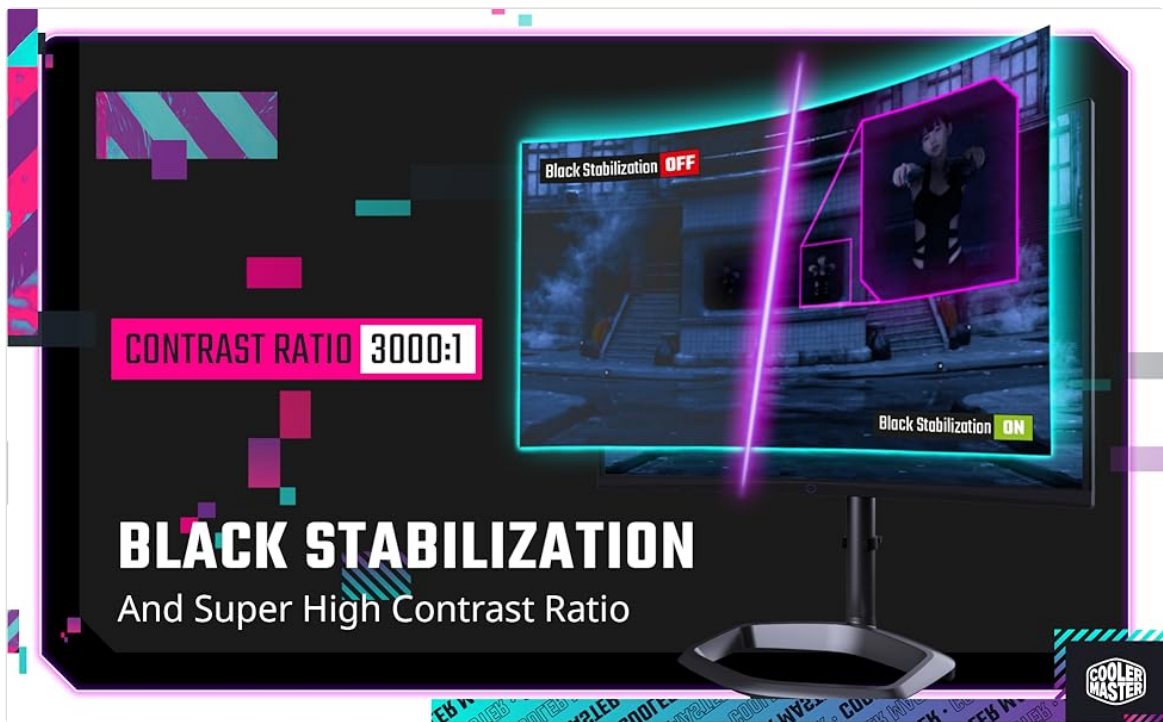 Black Stabilization OFF
CONTRAST RATIO 3000:1
Black Stabilization ON
BLACK STABILIZATION
And Super High Contrast Ratio
COOLER
MASTER